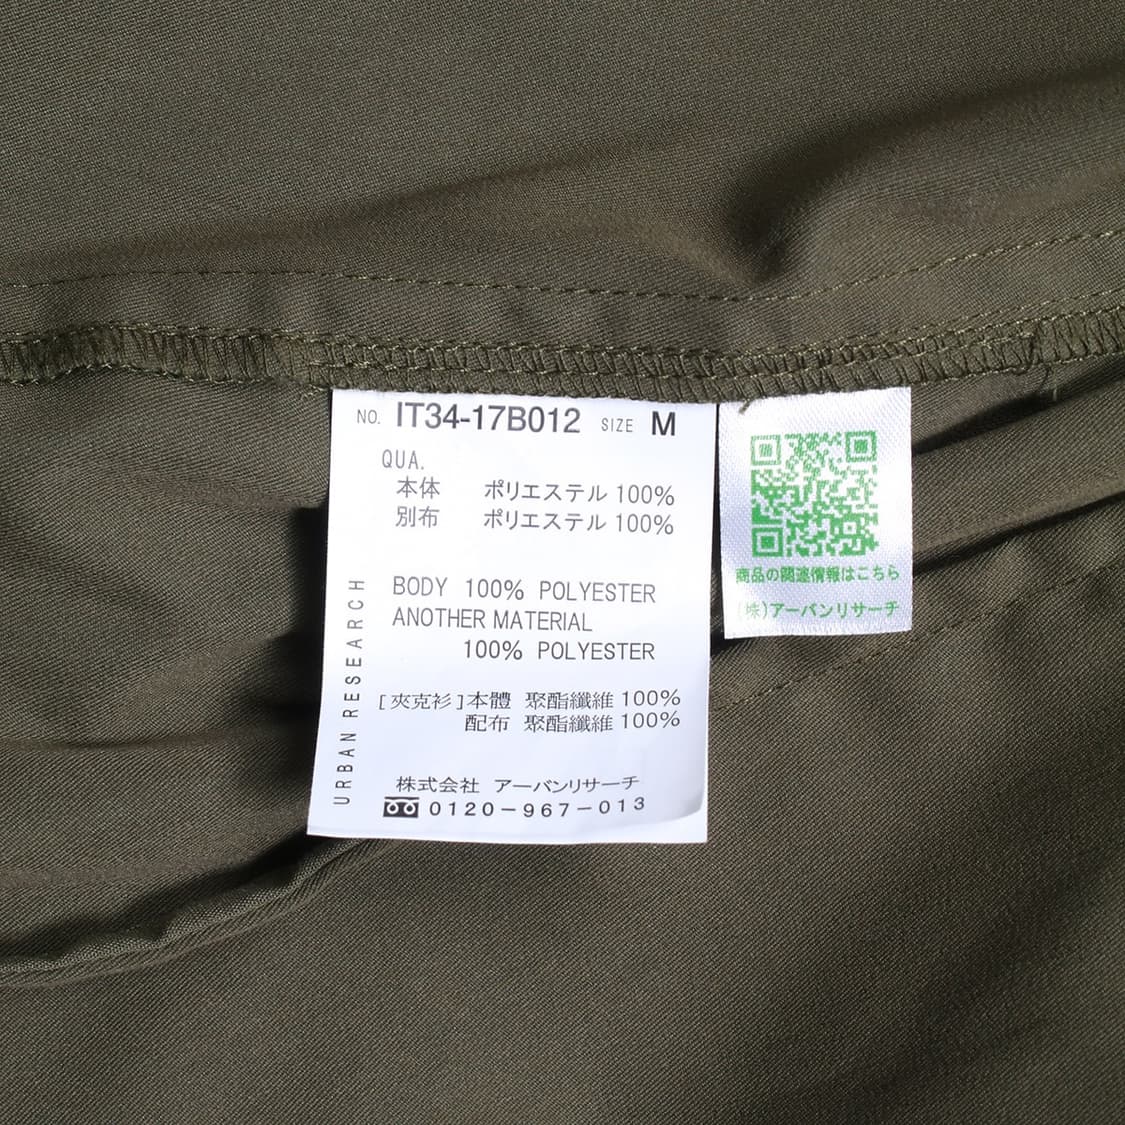 NO. IT34-17B012 SIZE M
QUA.
本体 ポリエステル 100%
別布 ポリエステル 100%
BODY 100% POLYESTER
ANOTHER MATERIAL
100% POLYESTER
[夾克衫]本體 聚酯纖維 100%
配布 聚酯纖維 100%
株式会社 アーバンリサーチ
0120-967-013
URBAN RESEARCH
商品の関連情報はこちら
(株)アーバンリサーチ